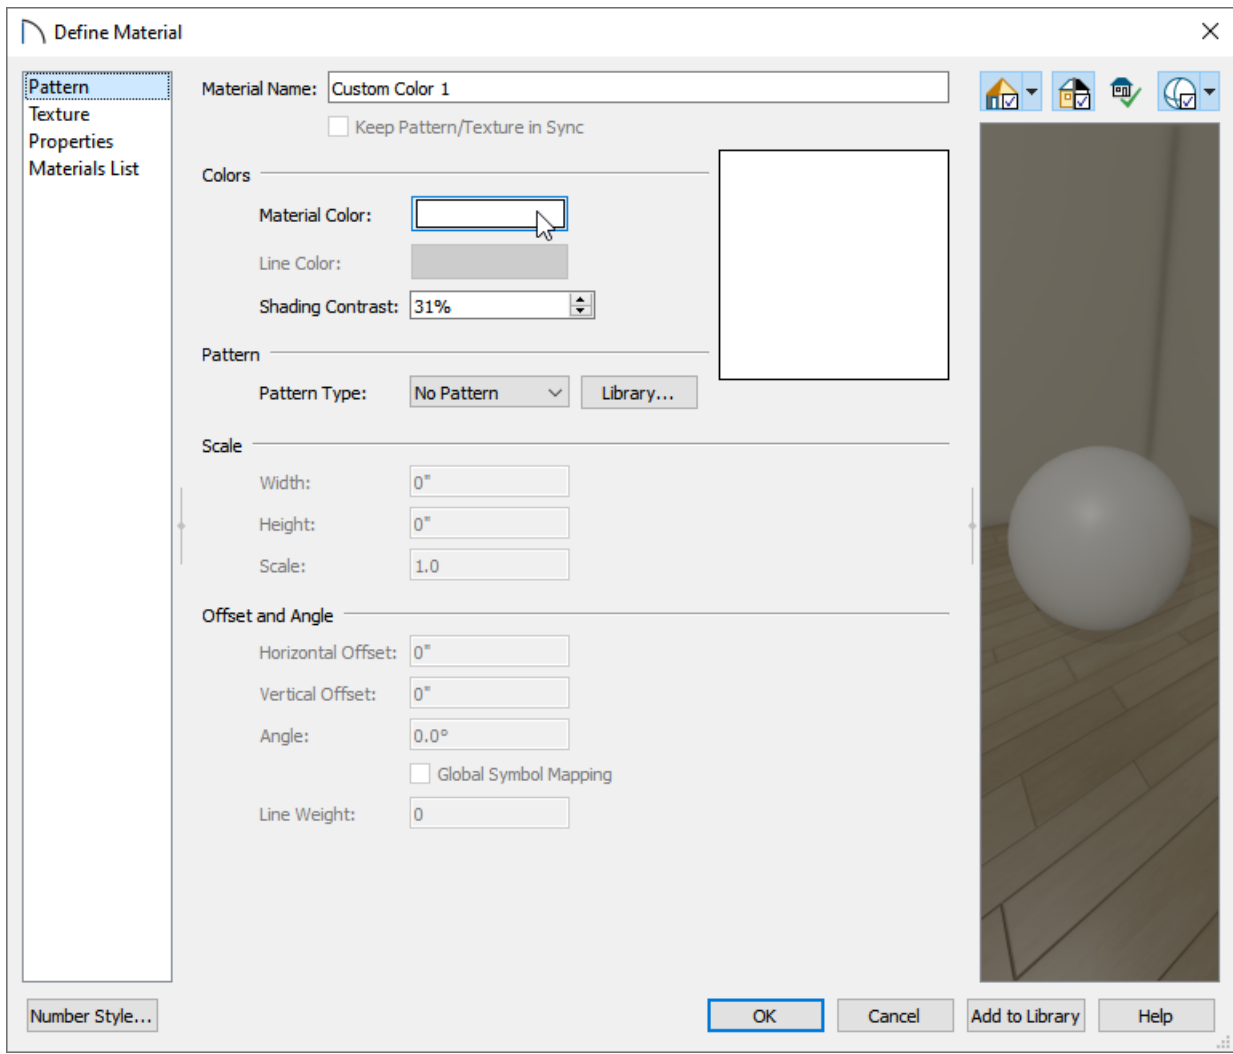 Define Material
Pattern
Texture
Properties
Materials List
Material Name: Custom Color 1
Keep Pattern/Texture in Sync
Colors
Material Color:
Line Color:
Shading Contrast: 31%
Pattern
Pattern Type: No Pattern Library...
Scale
Width: 0"
Height: 0"
Scale: 1.0
Offset and Angle
Horizontal Offset: 0"
Vertical Offset: 0"
Angle: 0.0°
Global Symbol Mapping
Line Weight: 0
Number Style... OK Cancel Add to Library Help